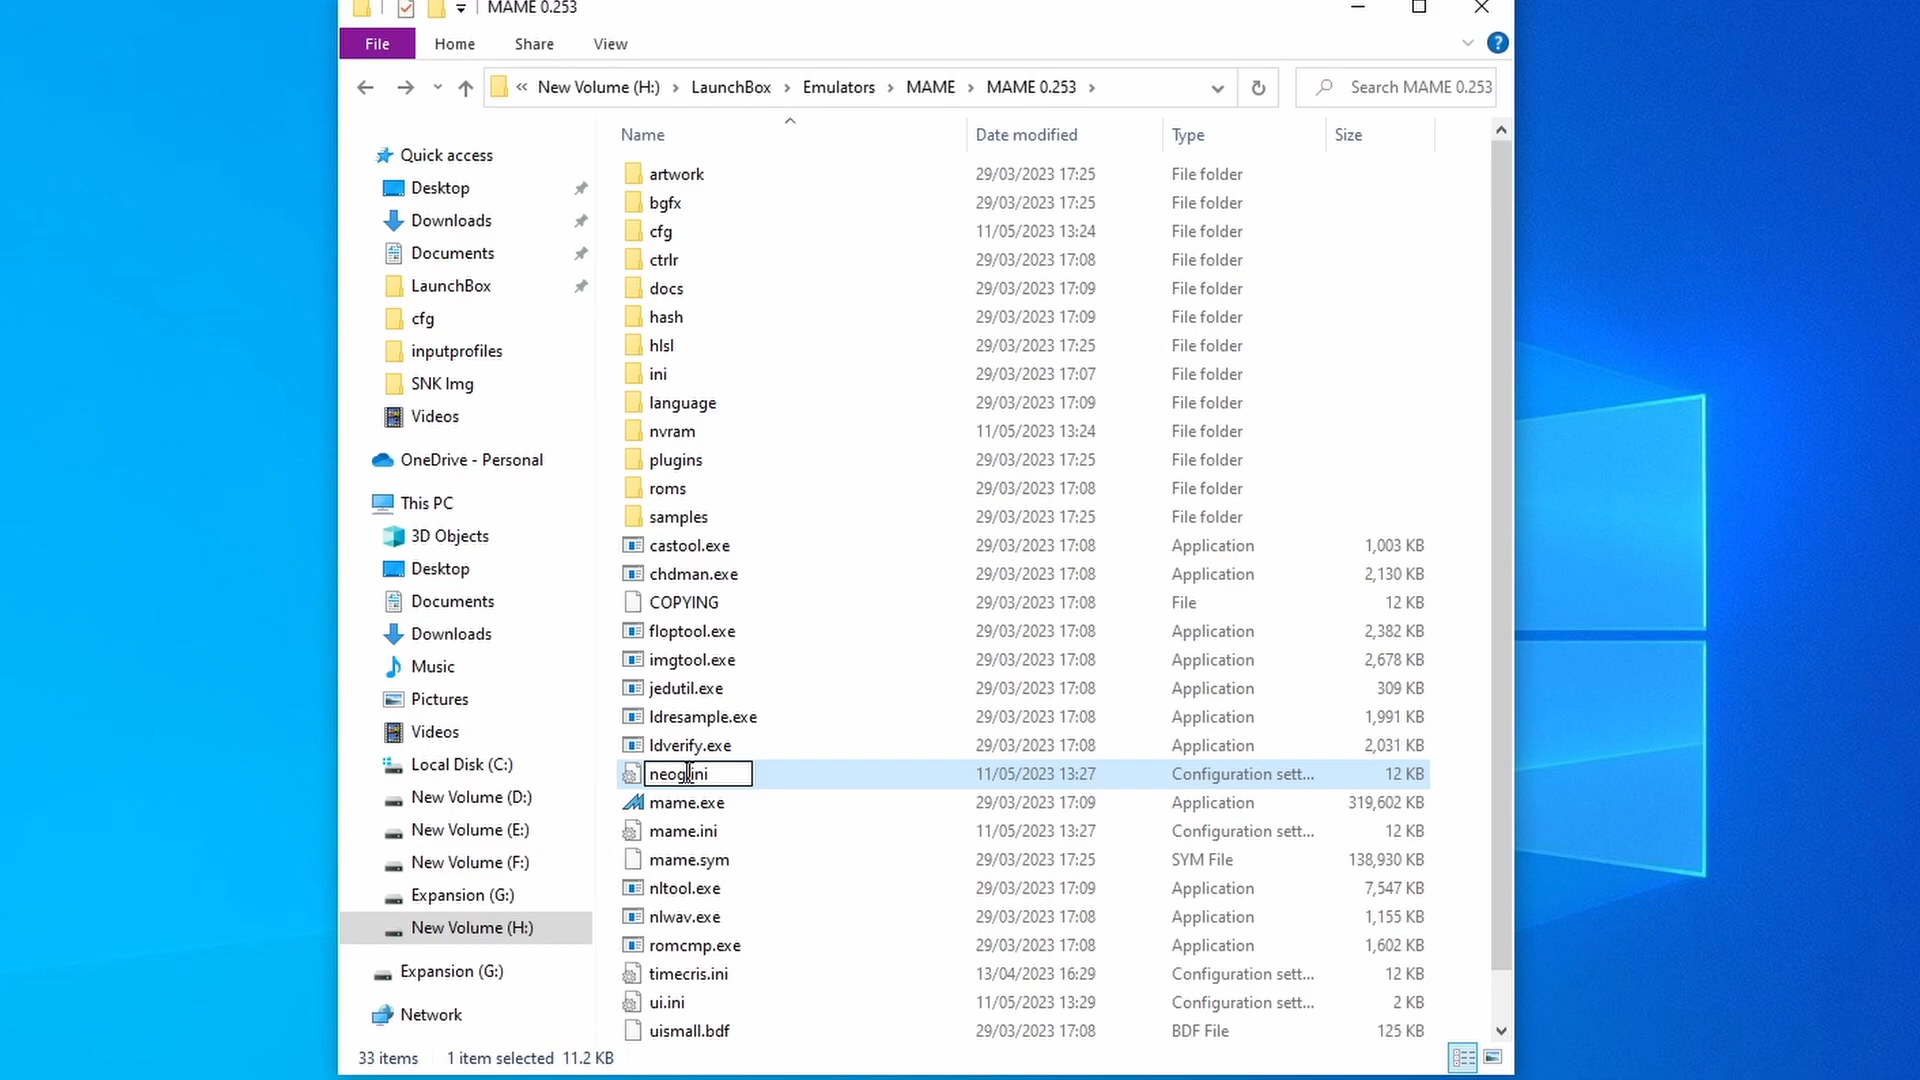 MAME 0.253
File Home Share View
« New Volume (H:) LaunchBox Emulators MAME MAME 0.253
Search MAME 0.253
Name Date modified Type Size
Quick access
Desktop
Downloads
Documents
LaunchBox
cfg
inputprofiles
SNK Img
Videos
OneDrive - Personal
This PC
3D Objects
Desktop
Documents
Downloads
Music
Pictures
Videos
Local Disk (C:)
New Volume (D:)
New Volume (E:)
New Volume (F:)
Expansion (G:)
New Volume (H:)
Expansion (G:)
Network
artwork 29/03/2023 17:25 File folder
bgfx 29/03/2023 17:25 File folder
cfg 11/05/2023 13:24 File folder
ctrlr 29/03/2023 17:08 File folder
docs 29/03/2023 17:09 File folder
hash 29/03/2023 17:09 File folder
hlsl 29/03/2023 17:25 File folder
ini 29/03/2023 17:07 File folder
language 29/03/2023 17:09 File folder
nvram 11/05/2023 13:24 File folder
plugins 29/03/2023 17:25 File folder
roms 29/03/2023 17:08 File folder
samples 29/03/2023 17:25 File folder
castool.exe 29/03/2023 17:08 Application 1,003 KB
chdman.exe 29/03/2023 17:08 Application 2,130 KB
COPYING 29/03/2023 17:08 File 12 KB
floptool.exe 29/03/2023 17:08 Application 2,382 KB
imgtool.exe 29/03/2023 17:08 Application 2,678 KB
jedutil.exe 29/03/2023 17:08 Application 309 KB
ldresample.exe 29/03/2023 17:08 Application 1,991 KB
ldverify.exe 29/03/2023 17:08 Application 2,031 KB
neog.ini 11/05/2023 13:27 Configuration sett... 12 KB
mame.exe 29/03/2023 17:09 Application 319,602 KB
mame.ini 11/05/2023 13:27 Configuration sett... 12 KB
mame.sym 29/03/2023 17:25 SYM File 138,930 KB
nltool.exe 29/03/2023 17:09 Application 7,547 KB
nlwav.exe 29/03/2023 17:08 Application 1,155 KB
romcmp.exe 29/03/2023 17:08 Application 1,602 KB
timecris.ini 13/04/2023 16:29 Configuration sett... 12 KB
ui.ini 11/05/2023 13:29 Configuration sett... 2 KB
uismall.bdf 29/03/2023 17:08 BDF File 125 KB
33 items 1 item selected 11.2 KB